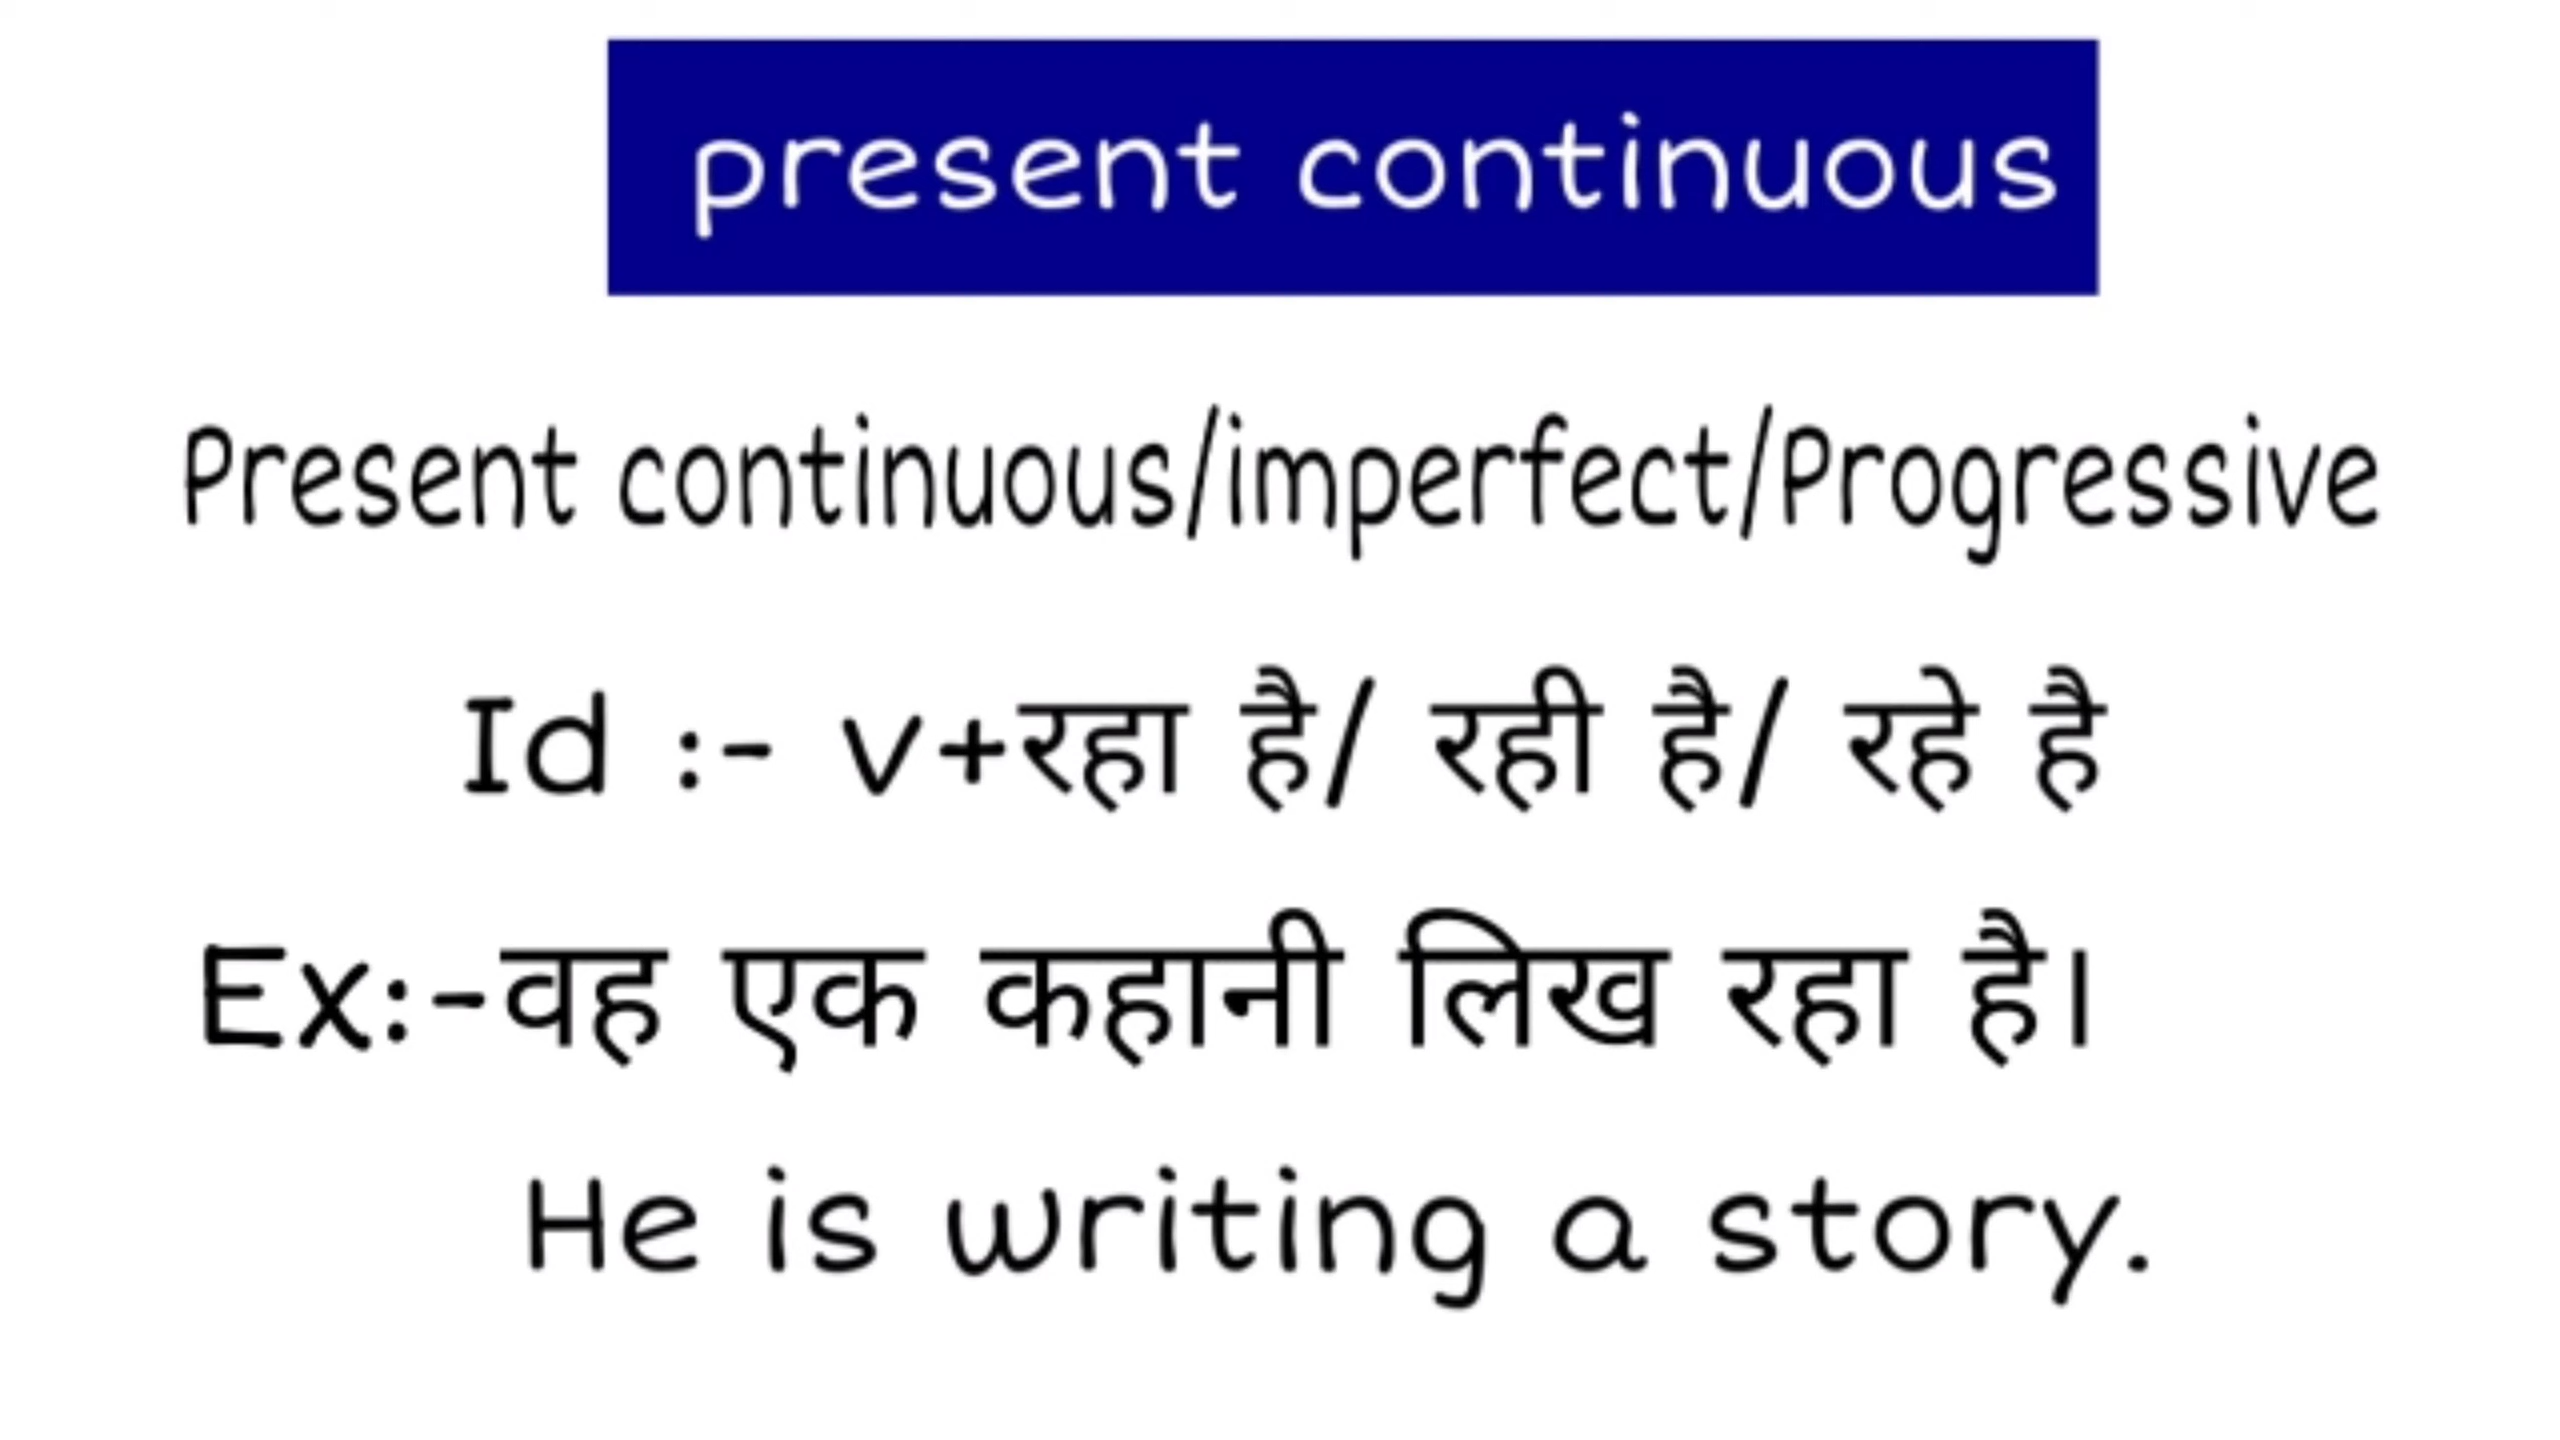 present continuous
Present continuous/imperfect/Progressive
Id :- v+रहा है/ रही है/ रहे है
Ex:-वह एक कहानी लिख रहा है।
He is writing a story.